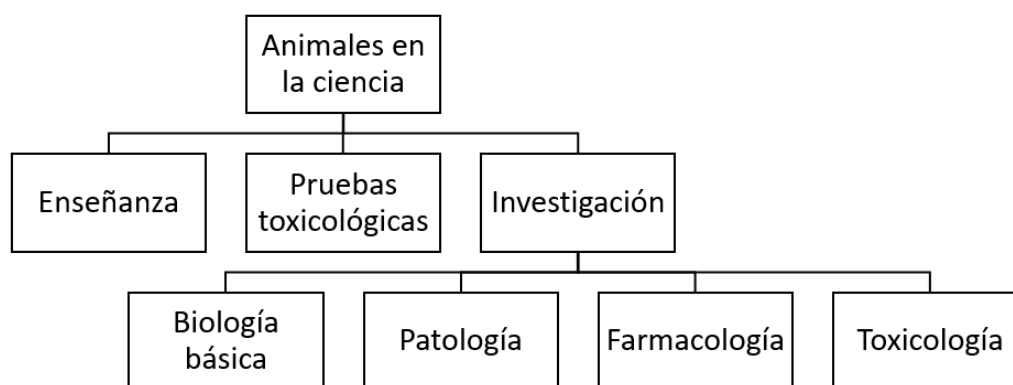 Animales en
la ciencia
Enseñanza
Pruebas
toxicológicas
Investigación
Biología
básica
Patología
Farmacología
Toxicología